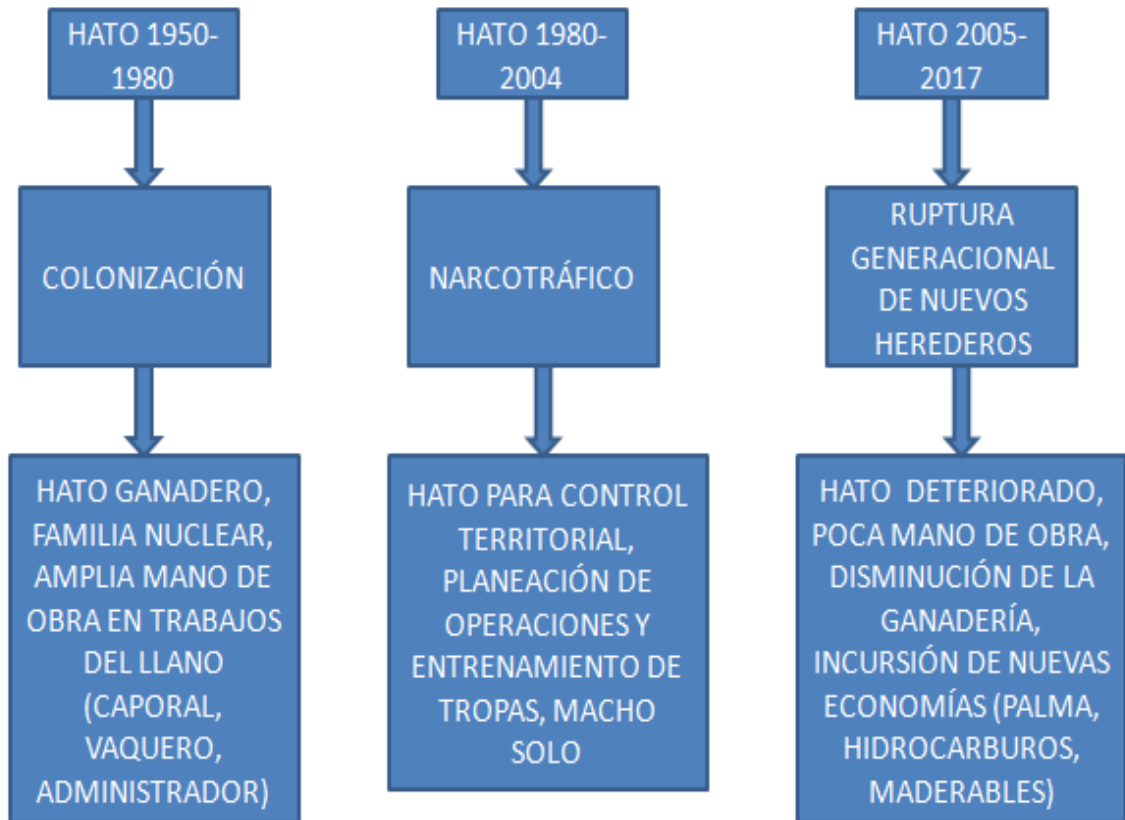 HATO 1950-
1980
COLONIZACIÓN
HATO GANADERO,
FAMILIA NUCLEAR,
AMPLIA MANO DE
OBRA EN TRABAJOS
DEL LLANO
(CAPORAL,
VAQUERO,
ADMINISTRADOR)
HATO 1980-
2004
NARCOTRÁFICO
HATO PARA CONTROL
TERRITORIAL,
PLANEACIÓN DE
OPERACIONES Y
ENTRENAMIENTO DE
TROPAS, MACHO
SOLO
HATO 2005-
2017
RUPTURA
GENERACIONAL
DE NUEVOS
HEREDEROS
HATO DETERIORADO,
POCA MANO DE OBRA,
DISMINUCIÓN DE LA
GANADERÍA,
INCURSIÓN DE NUEVAS
ECONOMÍAS (PALMA,
HIDROCARBUROS,
MADERABLES)